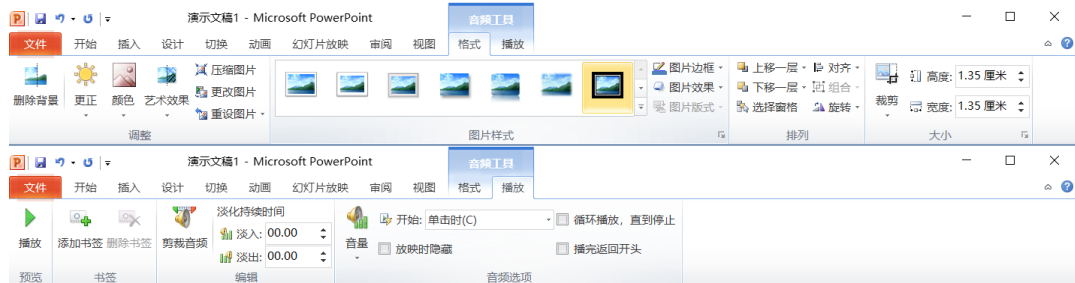 演示文稿1 - Microsoft PowerPoint 音频工具
文件 开始 插入 设计 切换 动画 幻灯片放映 审阅 视图 格式 播放
删除背景 更正 颜色 艺术效果 压缩图片 更改图片 重设图片
图片边框 图片效果 图片版式
上移一层 对齐
下移一层 组合
选择窗格 旋转
裁剪 高度: 1.35 厘米
宽度: 1.35 厘米
调整 图片样式 排列 大小
演示文稿1 - Microsoft PowerPoint 音频工具
文件 开始 插入 设计 切换 动画 幻灯片放映 审阅 视图 格式 播放
播放 添加书签 删除书签 剪裁音频
淡化持续时间
淡入: 00.00
淡出: 00.00
音量 开始: 单击时(C) 循环播放，直到停止
放映时隐藏 播完返回开头
预览 书签 编辑 音频选项